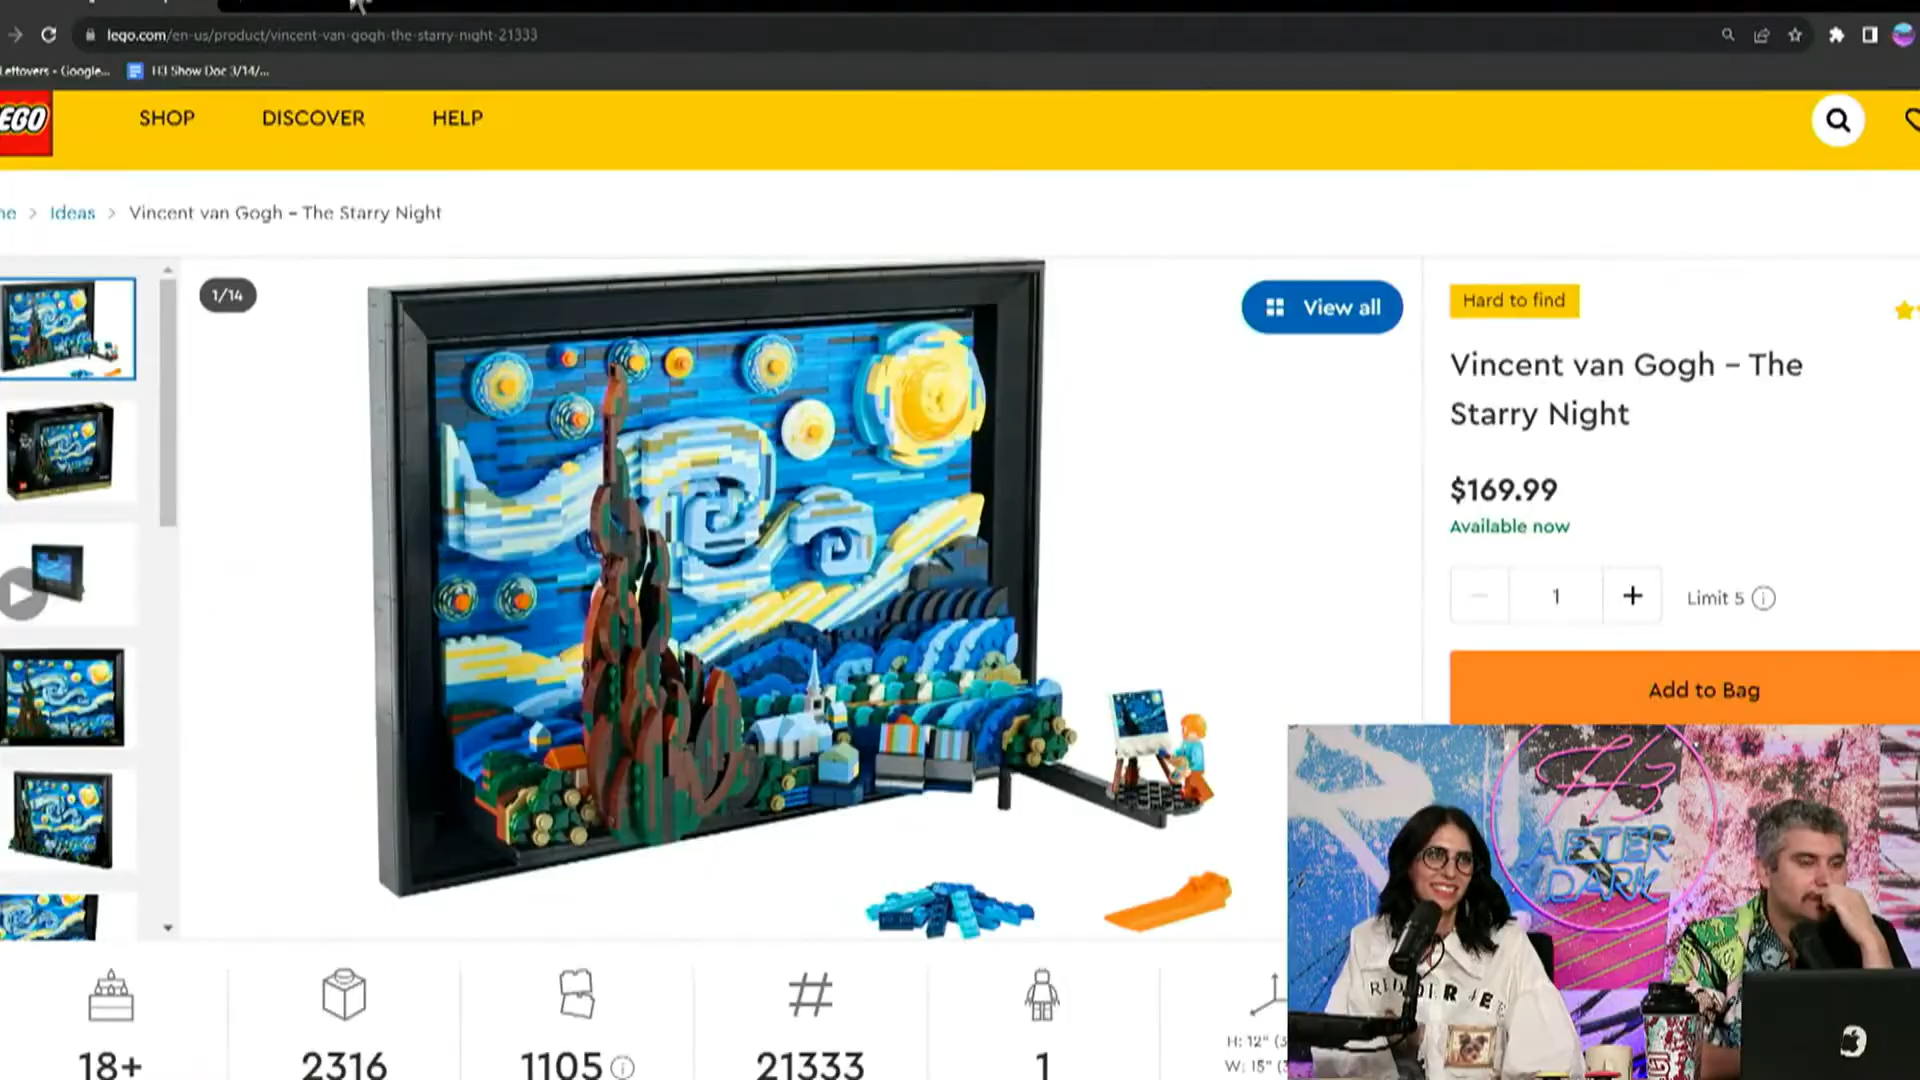 lego.com/en-us/product/vincent-van-gogh-the-starry-night-21333
Leftovers - Google...
H3 Show Doc 3/14/...
LEGO
SHOP
DISCOVER
HELP
Ideas > Vincent van Gogh – The Starry Night
1/14
View all
Hard to find
Vincent van Gogh – The
Starry Night
$169.99
Available now
1
Limit 5
Add to Bag
H3
AFTER
DARK
18+
2316
1105
#
21333
1
H: 12"
W: 15"